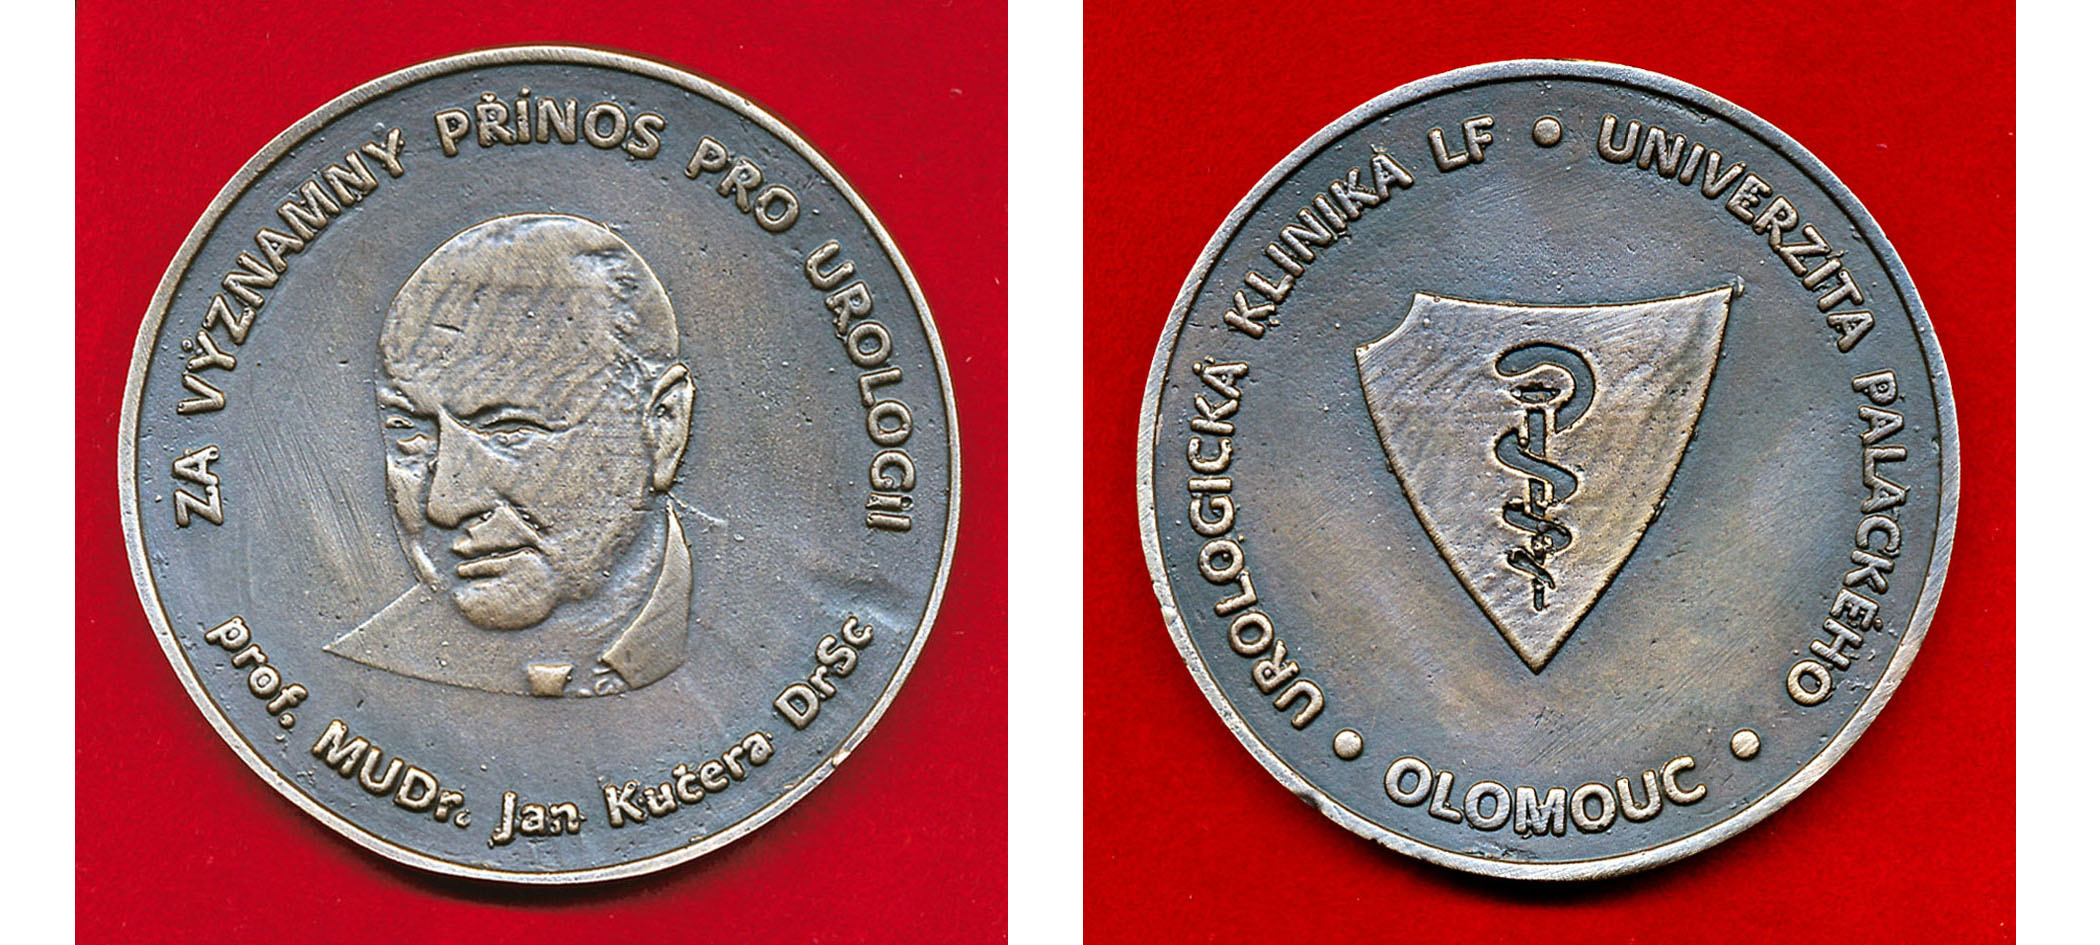 ZA VÝZNAMNÝ PŘÍNOS PRO UROLOGII
prof. MUDr. Jan Kučera DrSc
UROLOGICKÁ KLINIKA LF • UNIVERZITA PALACKÉHO
• OLOMOUC •